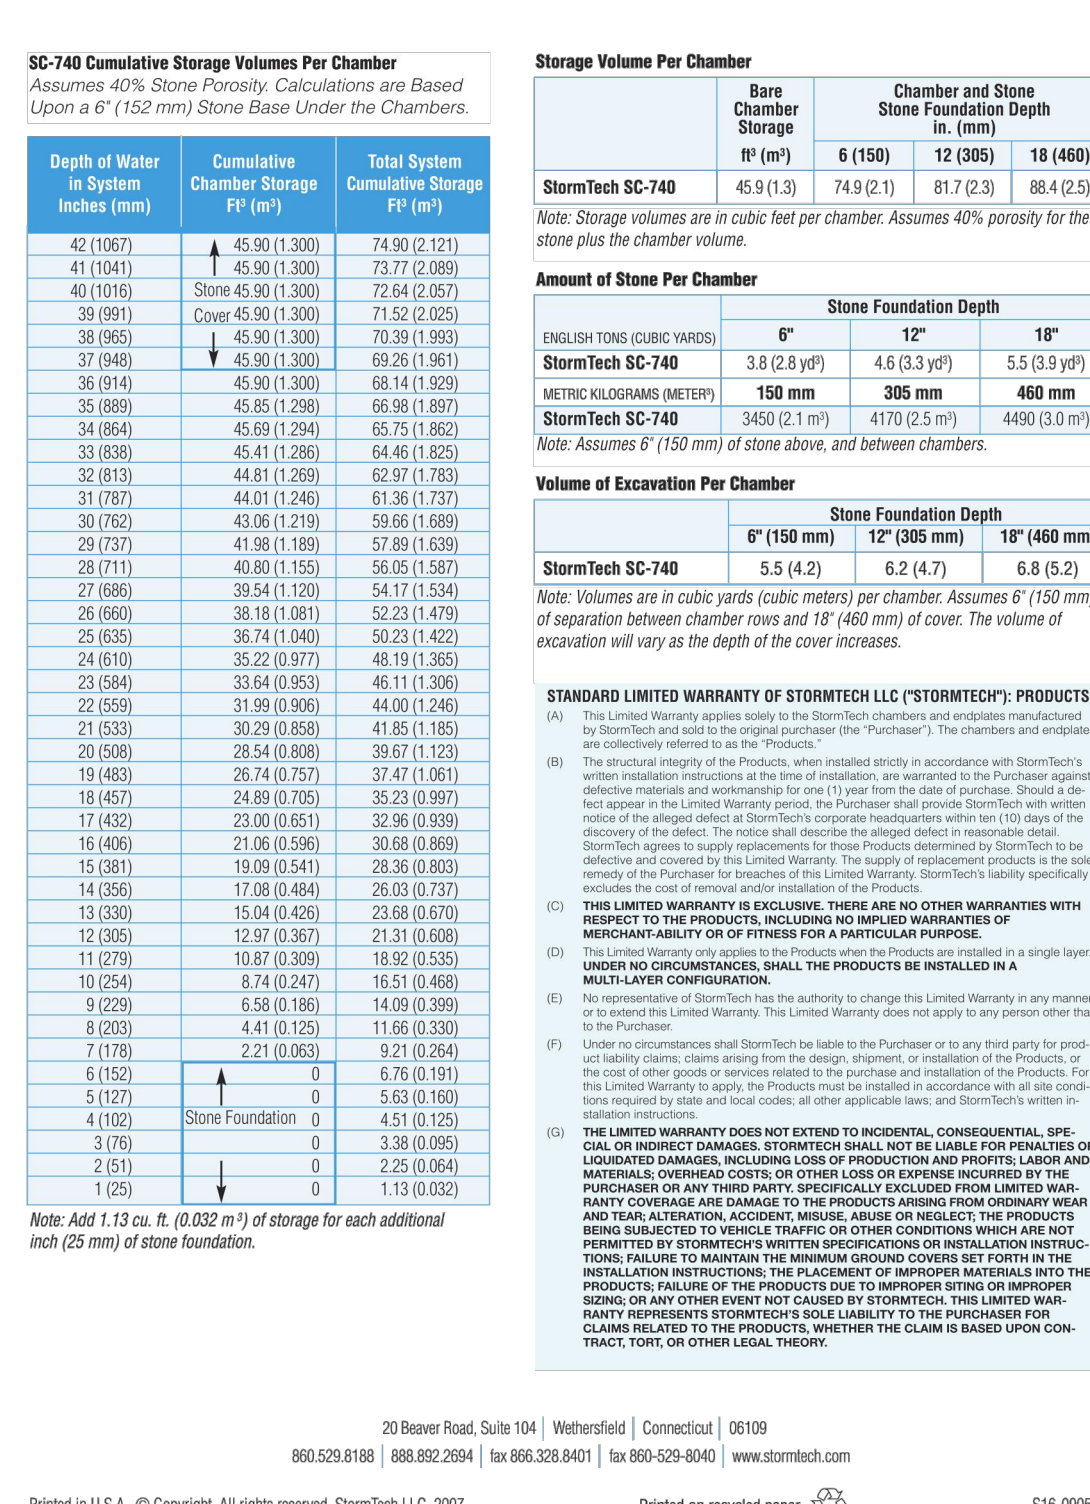 SC-740 Cumulative Storage Volumes Per Chamber
Assumes 40% Stone Porosity. Calculations are Based
Upon a 6" (152 mm) Stone Base Under the Chambers.
Depth of Water in System Inches (mm) Cumulative Chamber Storage Ft³ (m³) Total System Cumulative Storage Ft³ (m³)
42 (1067) 45.90 (1.300) 74.90 (2.121)
41 (1041) 45.90 (1.300) 73.77 (2.089)
40 (1016) Stone 45.90 (1.300) 72.64 (2.057)
39 (991) Cover 45.90 (1.300) 71.52 (2.025)
38 (965) 45.90 (1.300) 70.39 (1.993)
37 (948) 45.90 (1.300) 69.26 (1.961)
36 (914) 45.90 (1.300) 68.14 (1.929)
35 (889) 45.85 (1.298) 66.98 (1.897)
34 (864) 45.69 (1.294) 65.75 (1.862)
33 (838) 45.41 (1.286) 64.46 (1.825)
32 (813) 44.81 (1.269) 62.97 (1.783)
31 (787) 44.01 (1.246) 61.36 (1.737)
30 (762) 43.06 (1.219) 59.66 (1.689)
29 (737) 41.98 (1.189) 57.89 (1.639)
28 (711) 40.80 (1.155) 56.05 (1.587)
27 (686) 39.54 (1.120) 54.17 (1.534)
26 (660) 38.18 (1.081) 52.23 (1.479)
25 (635) 36.74 (1.040) 50.23 (1.422)
24 (610) 35.22 (0.977) 48.19 (1.365)
23 (584) 33.64 (0.953) 46.11 (1.306)
22 (559) 31.99 (0.906) 44.00 (1.246)
21 (533) 30.29 (0.858) 41.85 (1.185)
20 (508) 28.54 (0.808) 39.67 (1.123)
19 (483) 26.74 (0.757) 37.47 (1.061)
18 (457) 24.89 (0.705) 35.23 (0.997)
17 (432) 23.00 (0.651) 32.96 (0.939)
16 (406) 21.06 (0.596) 30.68 (0.869)
15 (381) 19.09 (0.541) 28.36 (0.803)
14 (356) 17.08 (0.484) 26.03 (0.737)
13 (330) 15.04 (0.426) 23.68 (0.670)
12 (305) 12.97 (0.367) 21.31 (0.608)
11 (279) 10.87 (0.309) 18.92 (0.535)
10 (254) 8.74 (0.247) 16.51 (0.468)
9 (229) 6.58 (0.186) 14.09 (0.399)
8 (203) 4.41 (0.125) 11.66 (0.330)
7 (178) 2.21 (0.063) 9.21 (0.264)
6 (152) 0 6.76 (0.191)
5 (127) 0 5.63 (0.160)
4 (102) Stone Foundation 0 4.51 (0.125)
3 (76) 0 3.38 (0.095)
2 (51) 0 2.25 (0.064)
1 (25) 0 1.13 (0.032)
Note: Add 1.13 cu. ft. (0.032 m³) of storage for each additional
inch (25 mm) of stone foundation.
Storage Volume Per Chamber
Bare Chamber Storage ft³ (m³) Chamber and Stone Stone Foundation Depth in. (mm)
6 (150) 12 (305) 18 (460)
StormTech SC-740 45.9 (1.3) 74.9 (2.1) 81.7 (2.3) 88.4 (2.5)
Note: Storage volumes are in cubic feet per chamber. Assumes 40% porosity for the
stone plus the chamber volume.
Amount of Stone Per Chamber
Stone Foundation Depth
ENGLISH TONS (CUBIC YARDS) 6" 12" 18"
StormTech SC-740 3.8 (2.8 yd³) 4.6 (3.3 yd³) 5.5 (3.9 yd³)
METRIC KILOGRAMS (METER³) 150 mm 305 mm 460 mm
StormTech SC-740 3450 (2.1 m³) 4170 (2.5 m³) 4490 (3.0 m³)
Note: Assumes 6" (150 mm) of stone above, and between chambers.
Volume of Excavation Per Chamber
Stone Foundation Depth
6" (150 mm) 12" (305 mm) 18" (460 mm
StormTech SC-740 5.5 (4.2) 6.2 (4.7) 6.8 (5.2)
Note: Volumes are in cubic yards (cubic meters) per chamber. Assumes 6" (150 mm)
of separation between chamber rows and 18" (460 mm) of cover. The volume of
excavation will vary as the depth of the cover increases.
STANDARD LIMITED WARRANTY OF STORMTECH LLC ("STORMTECH"): PRODUCTS
(A) This Limited Warranty applies solely to the StormTech chambers and endplates manufactured
by StormTech and sold to the original purchaser (the “Purchaser”). The chambers and endplate
are collectively referred to as the “Products.”
(B) The structural integrity of the Products, when installed strictly in accordance with StormTech's
written installation instructions at the time of installation, are warranted to the Purchaser against
defective materials and workmanship for one (1) year from the date of purchase. Should a de-
fect appear in the Limited Warranty period, the Purchaser shall provide StormTech with written
notice of the alleged defect at StormTech's corporate headquarters within ten (10) days of the
discovery of the defect. The notice shall describe the alleged defect in reasonable detail.
StormTech agrees to supply replacements for those Products determined by StormTech to be
defective and covered by this Limited Warranty. The supply of replacement products is the sole
remedy of the Purchaser for breaches of this Limited Warranty. StormTech's liability specifically
excludes the cost of removal and/or installation of the Products.
(C) THIS LIMITED WARRANTY IS EXCLUSIVE. THERE ARE NO OTHER WARRANTIES WITH
RESPECT TO THE PRODUCTS, INCLUDING NO IMPLIED WARRANTIES OF
MERCHANT-ABILITY OR OF FITNESS FOR A PARTICULAR PURPOSE.
(D) This Limited Warranty only applies to the Products when the Products are installed in a single layer.
UNDER NO CIRCUMSTANCES, SHALL THE PRODUCTS BE INSTALLED IN A
MULTI-LAYER CONFIGURATION.
(E) No representative of StormTech has the authority to change this Limited Warranty in any manner
or to extend this Limited Warranty. This Limited Warranty does not apply to any person other tha
to the Purchaser.
(F) Under no circumstances shall StormTech be liable to the Purchaser or to any third party for prod-
uct liability claims; claims arising from the design, shipment, or installation of the Products, or
the cost of other goods or services related to the purchase and installation of the Products. For
this Limited Warranty to apply, the Products must be installed in accordance with all site condi-
tions required by state and local codes; all other applicable laws; and StormTech's written in-
stallation instructions.
(G) THE LIMITED WARRANTY DOES NOT EXTEND TO INCIDENTAL, CONSEQUENTIAL, SPE-
CIAL OR INDIRECT DAMAGES. STORMTECH SHALL NOT BE LIABLE FOR PENALTIES OR
LIQUIDATED DAMAGES, INCLUDING LOSS OF PRODUCTION AND PROFITS; LABOR AND
MATERIALS; OVERHEAD COSTS; OR OTHER LOSS OR EXPENSE INCURRED BY THE
PURCHASER OR ANY THIRD PARTY. SPECIFICALLY EXCLUDED FROM LIMITED WAR-
RANTY COVERAGE ARE DAMAGE TO THE PRODUCTS ARISING FROM ORDINARY WEAR
AND TEAR; ALTERATION, ACCIDENT, MISUSE, ABUSE OR NEGLECT; THE PRODUCTS
BEING SUBJECTED TO VEHICLE TRAFFIC OR OTHER CONDITIONS WHICH ARE NOT
PERMITTED BY STORMTECH'S WRITTEN SPECIFICATIONS OR INSTALLATION INSTRUC-
TIONS; FAILURE TO MAINTAIN THE MINIMUM GROUND COVERS SET FORTH IN THE
INSTALLATION INSTRUCTIONS; THE PLACEMENT OF IMPROPER MATERIALS INTO THE
PRODUCTS; FAILURE OF THE PRODUCTS DUE TO IMPROPER SITING OR IMPROPER
SIZING; OR ANY OTHER EVENT NOT CAUSED BY STORMTECH. THIS LIMITED WAR-
RANTY REPRESENTS STORMTECH'S SOLE LIABILITY TO THE PURCHASER FOR
CLAIMS RELATED TO THE PRODUCTS, WHETHER THE CLAIM IS BASED UPON CON-
TRACT, TORT, OR OTHER LEGAL THEORY.
20 Beaver Road, Suite 104 | Wethersfield | Connecticut | 06109
860.529.8188 | 888.892.2694 | fax 866.328.8401 | fax 860-529-8040 | www.stormtech.com
Printed in U.S.A. © Copyright. All rights reserved. StormTech LLC, 2007
Printed on recycled paper